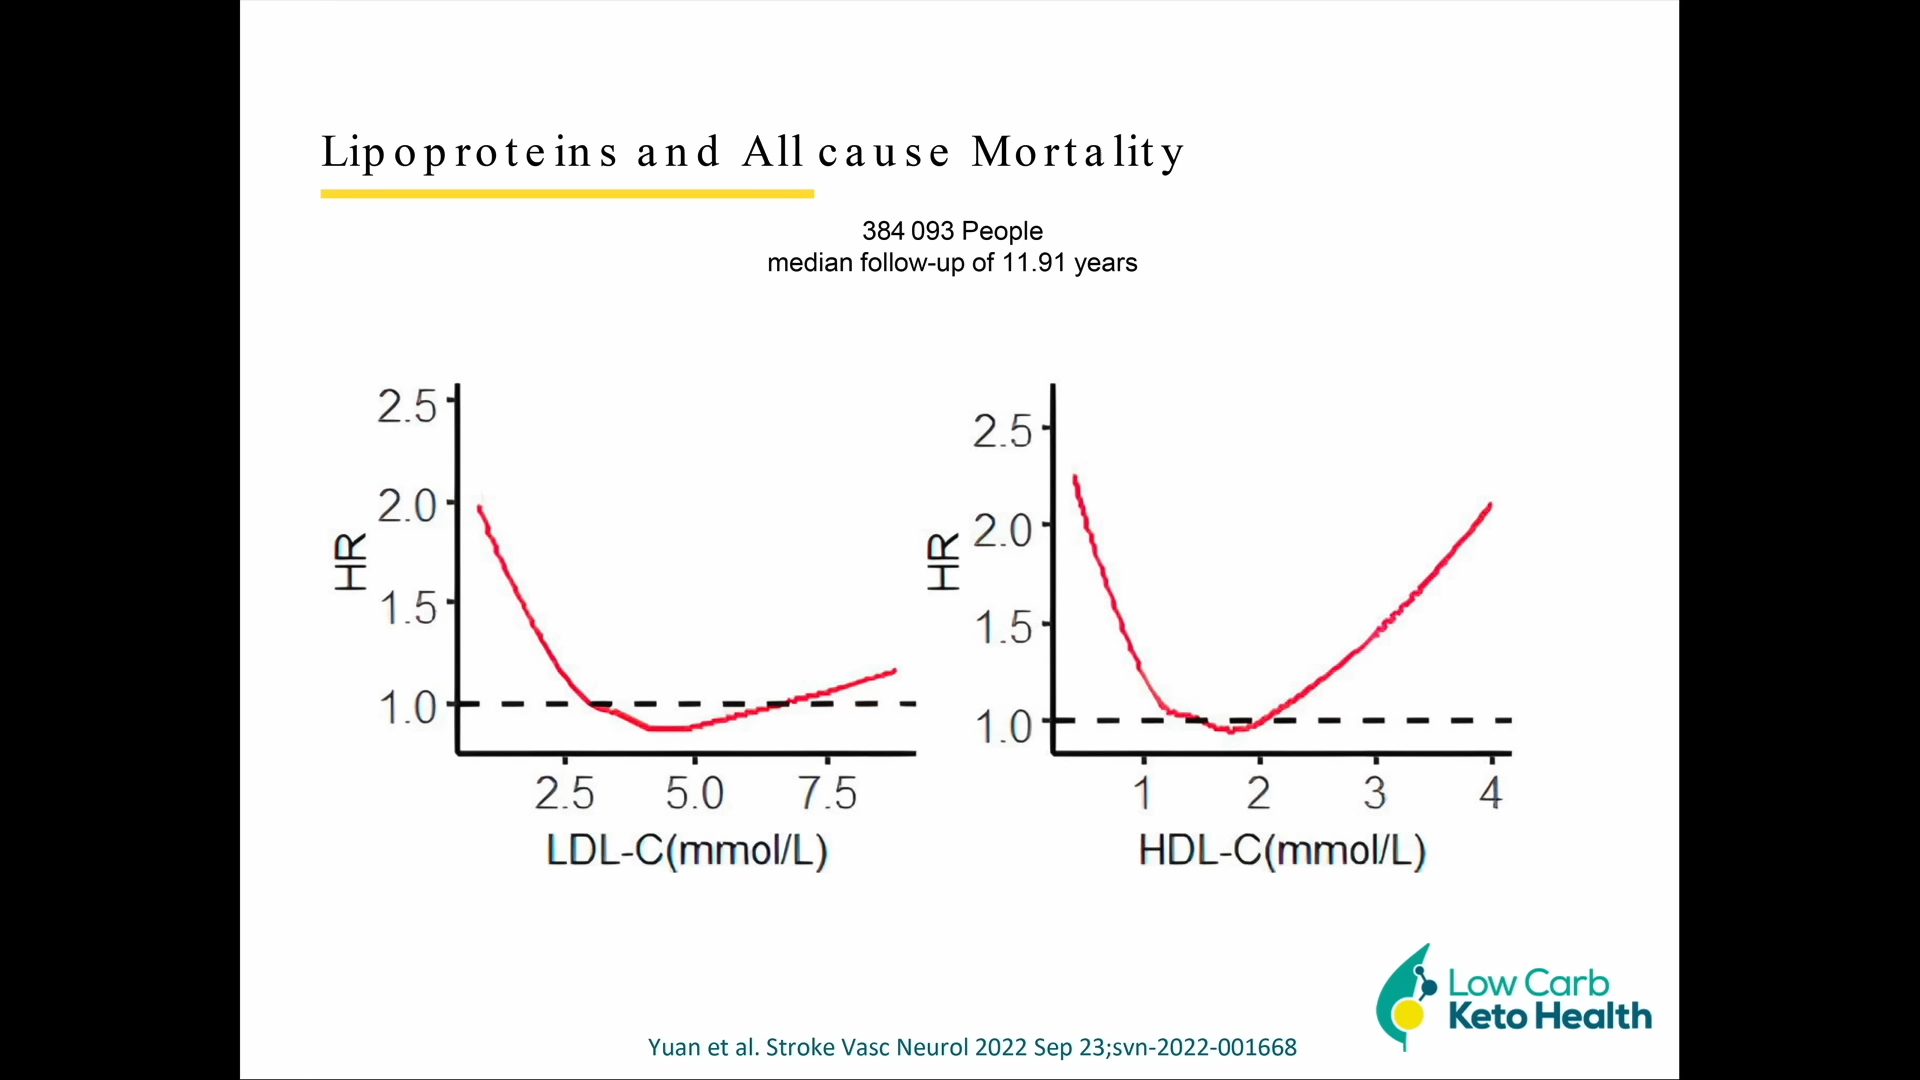 Lipoproteins and All cause Mortality
384 093 People
median follow-up of 11.91 years
HR
2.5
2.0
1.5
1.0
2.5 5.0 7.5
LDL-C(mmol/L)
HR
2.5
2.0
1.5
1.0
1 2 3 4
HDL-C(mmol/L)
Low Carb
Keto Health
Yuan et al. Stroke Vasc Neurol 2022 Sep 23;svn-2022-001668